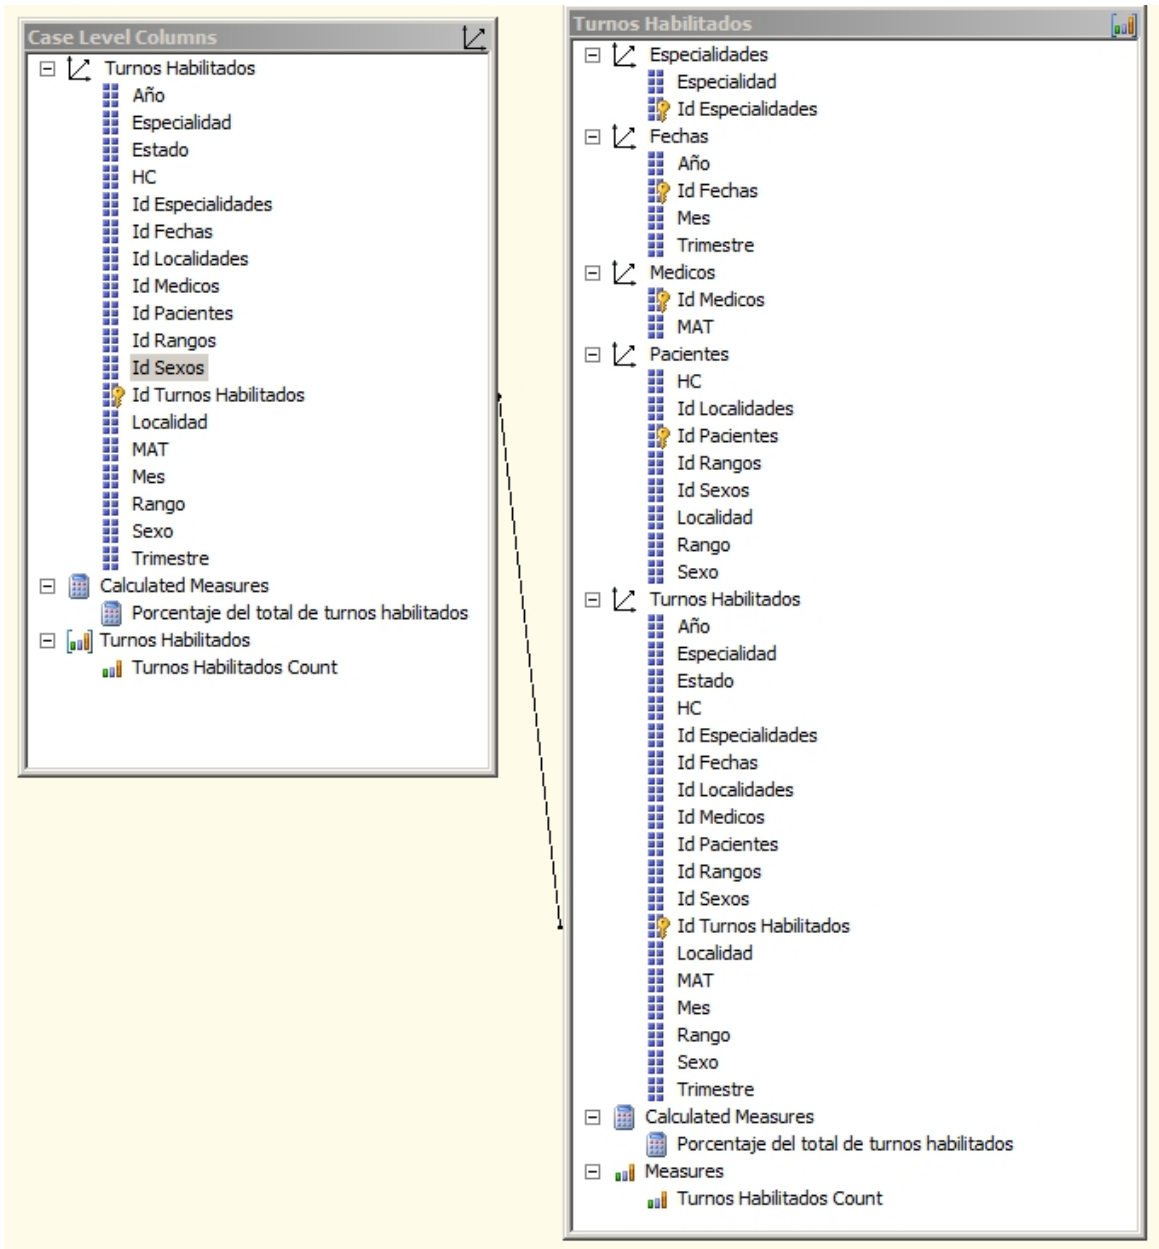 Case Level Columns
Turnos Habilitados
Año
Especialidad
Estado
HC
Id Especialidades
Id Fechas
Id Localidades
Id Medicos
Id Pacientes
Id Rangos
Id Sexos
Id Turnos Habilitados
Localidad
MAT
Mes
Rango
Sexo
Trimestre
Calculated Measures
Porcentaje del total de turnos habilitados
Turnos Habilitados
Turnos Habilitados Count
Turnos Habilitados
Especialidades
Especialidad
Id Especialidades
Fechas
Año
Id Fechas
Mes
Trimestre
Medicos
Id Medicos
MAT
Pacientes
HC
Id Localidades
Id Pacientes
Id Rangos
Id Sexos
Localidad
Rango
Sexo
Turnos Habilitados
Año
Especialidad
Estado
HC
Id Especialidades
Id Fechas
Id Localidades
Id Medicos
Id Pacientes
Id Rangos
Id Sexos
Id Turnos Habilitados
Localidad
MAT
Mes
Rango
Sexo
Trimestre
Calculated Measures
Porcentaje del total de turnos habilitados
Measures
Turnos Habilitados Count